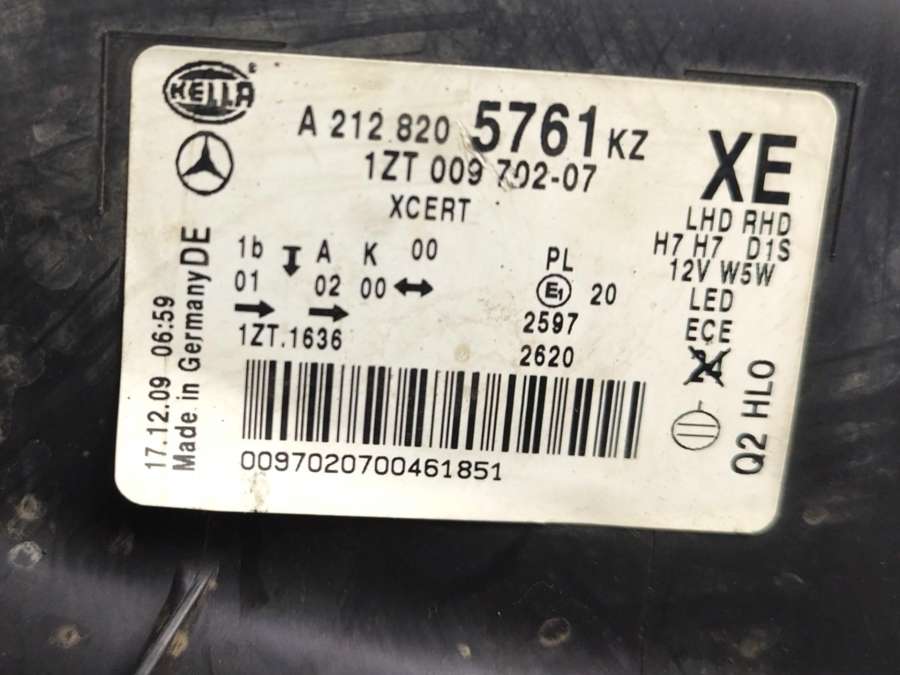 HELLA
A 212 820 5761 KZ
1ZT 009 702-07
XCERT
XE
LHD RHD
H7 H7 D1S
12V W5W
LED
ECE
24
Q2 HLO
1b A K 00
01 02 00
1ZT.1636
PL
E1 20
2597
2620
0097020700461851
17.12.09 06:59
Made in Germany DE